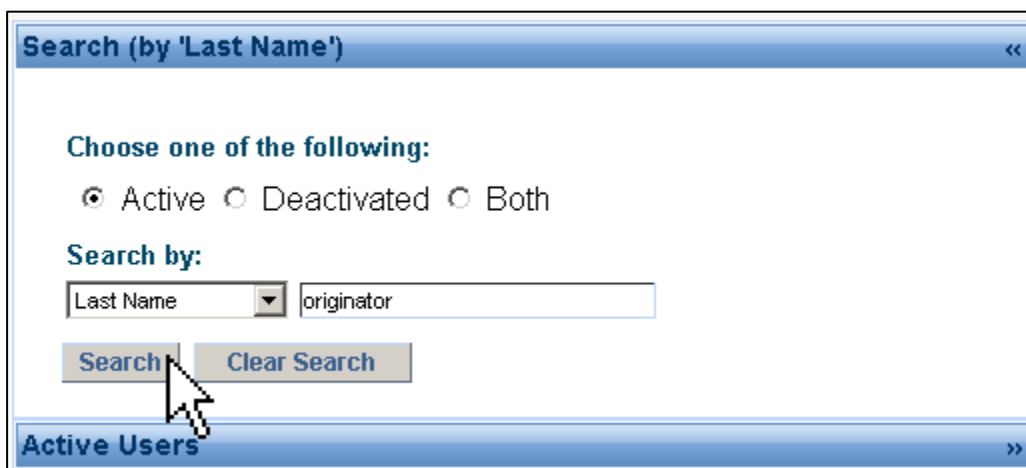 Search (by 'Last Name') «
Choose one of the following:
Active Deactivated Both
Search by:
Last Name originator
Search Clear Search
Active Users »